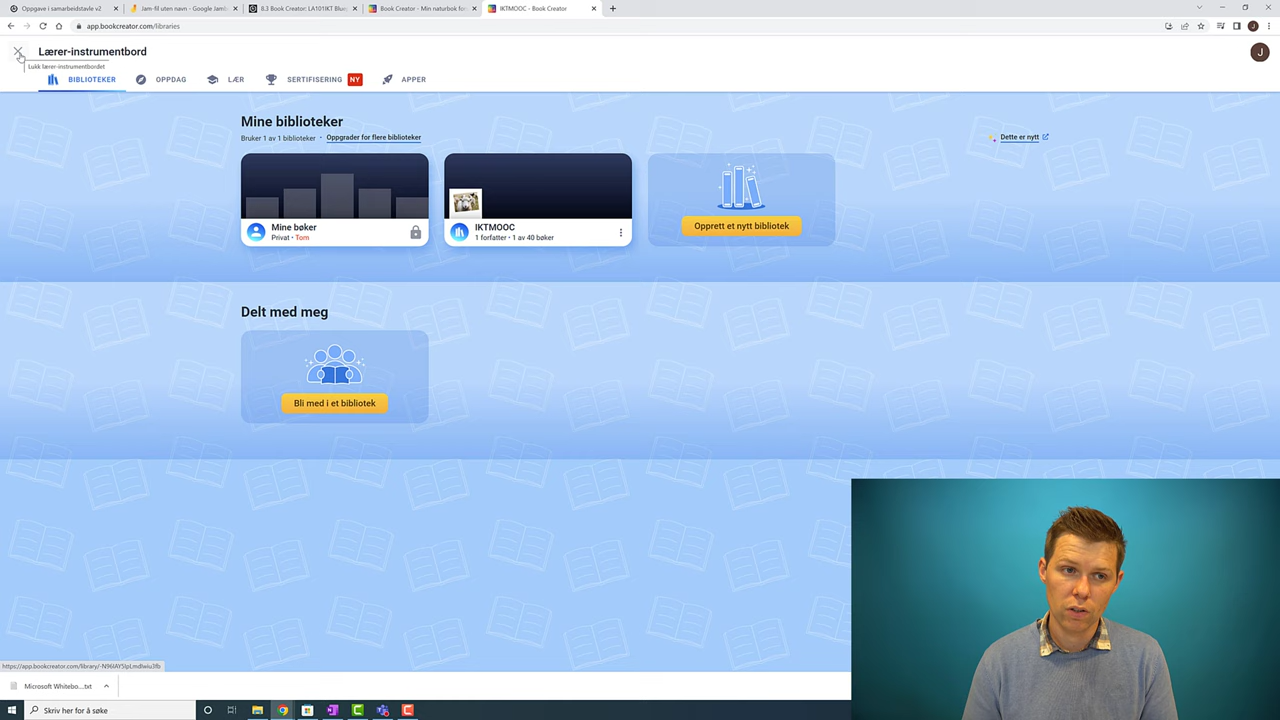 Oppgave i samarbeidstavle v2
Jam-fil uten navn - Google Jamb
8.3 Book Creator: LA101IKT Blue
Book Creator - Min naturbok fo
IKTMOOC - Book Creator
app.bookcreator.com/libraries
J
Lærer-instrumentbord
J
Lukk lærer-instrumentbordet
BIBLIOTEKER
OPPDAG
LÆR
SERTIFISERING NY
APPER
Mine biblioteker
Bruker 1 av 1 biblioteker • Oppgrader for flere biblioteker
Dette er nytt
Mine bøker
Privat • Tom
IKTMOOC
1 forfatter • 1 av 40 bøker
Opprett et nytt bibliotek
Delt med meg
Bli med i et bibliotek
Microsoft Whitebo....txt
Skriv her for å søke